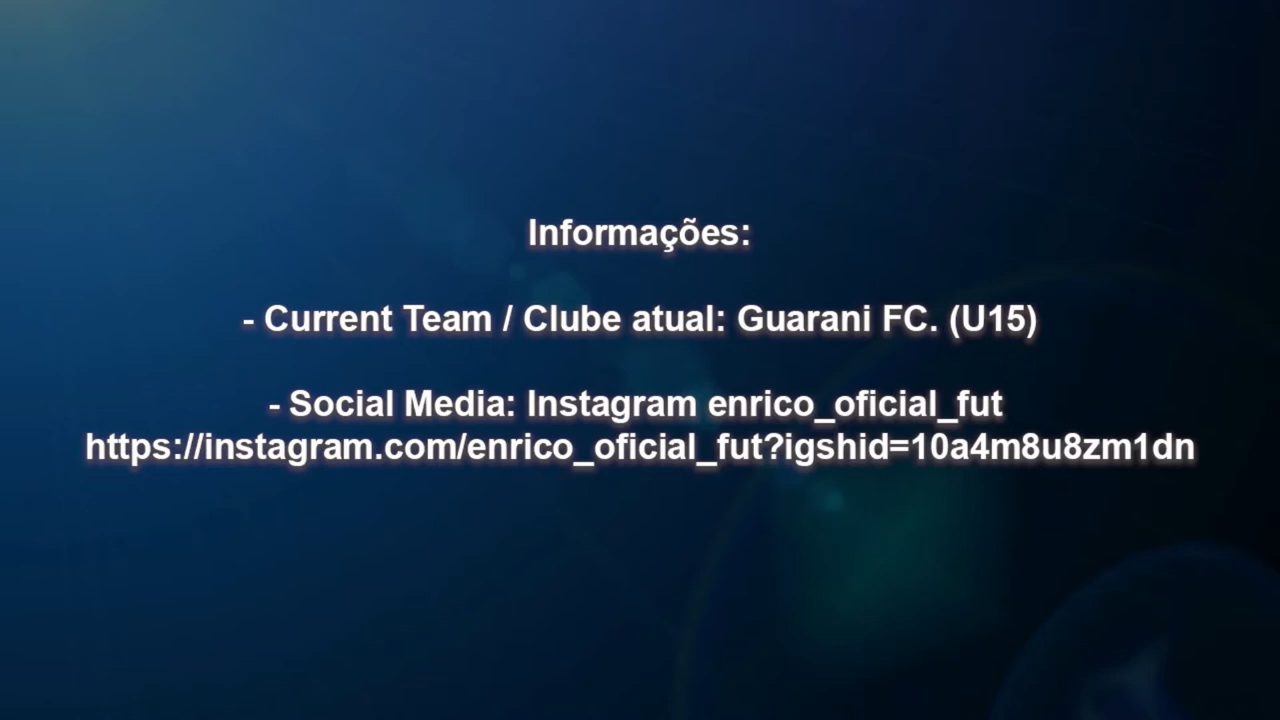 Informações:
- Current Team / Clube atual: Guarani FC. (U15)
- Social Media: Instagram enrico_oficial_fut
https://instagram.com/enrico_oficial_fut?igshid=10a4m8u8zm1dn